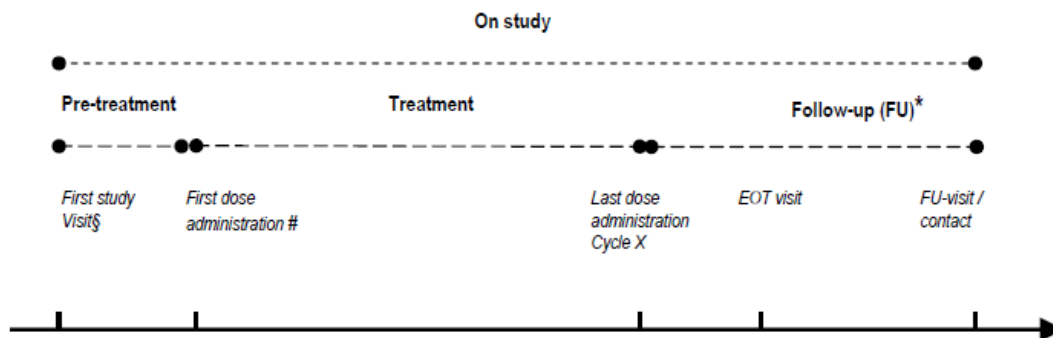 On study
Pre-treatment
Treatment
Follow-up (FU)*
First study
Visit§
First dose
administration #
Last dose
administration
Cycle X
EOT visit
FU-visit /
contact